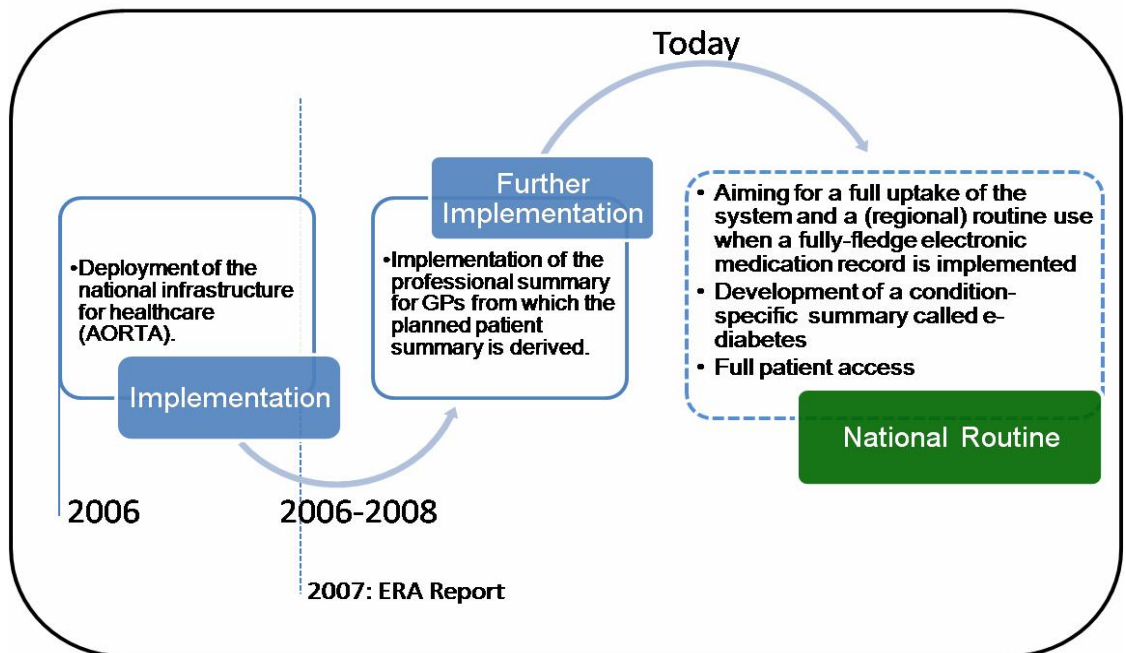 Today
•Deployment of the
national infrastructure
for healthcare
(AORTA).
Implementation
Further
Implementation
•Implementation of the
professional summary
for GPs from which the
planned patient
summary is derived.
• Aiming for a full uptake of the
system and a (regional) routine use
when a fully-fledge electronic
medication record is implemented
• Development of a condition-
specific summary called e-
diabetes
• Full patient access
National Routine
2006
2006-2008
2007: ERA Report